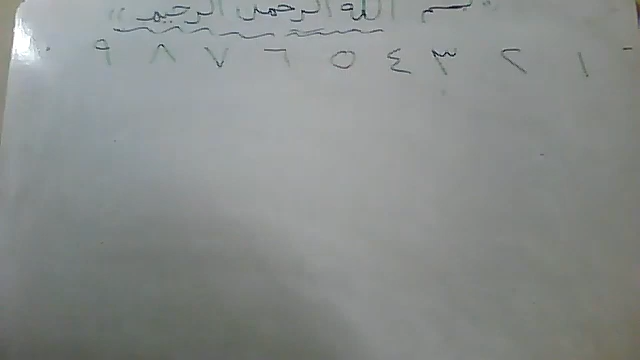 "بسم الله الرحمن الرحيم"
١ ٢ ٣ ٤ ٥ ٦ ٧ ٨ ٩